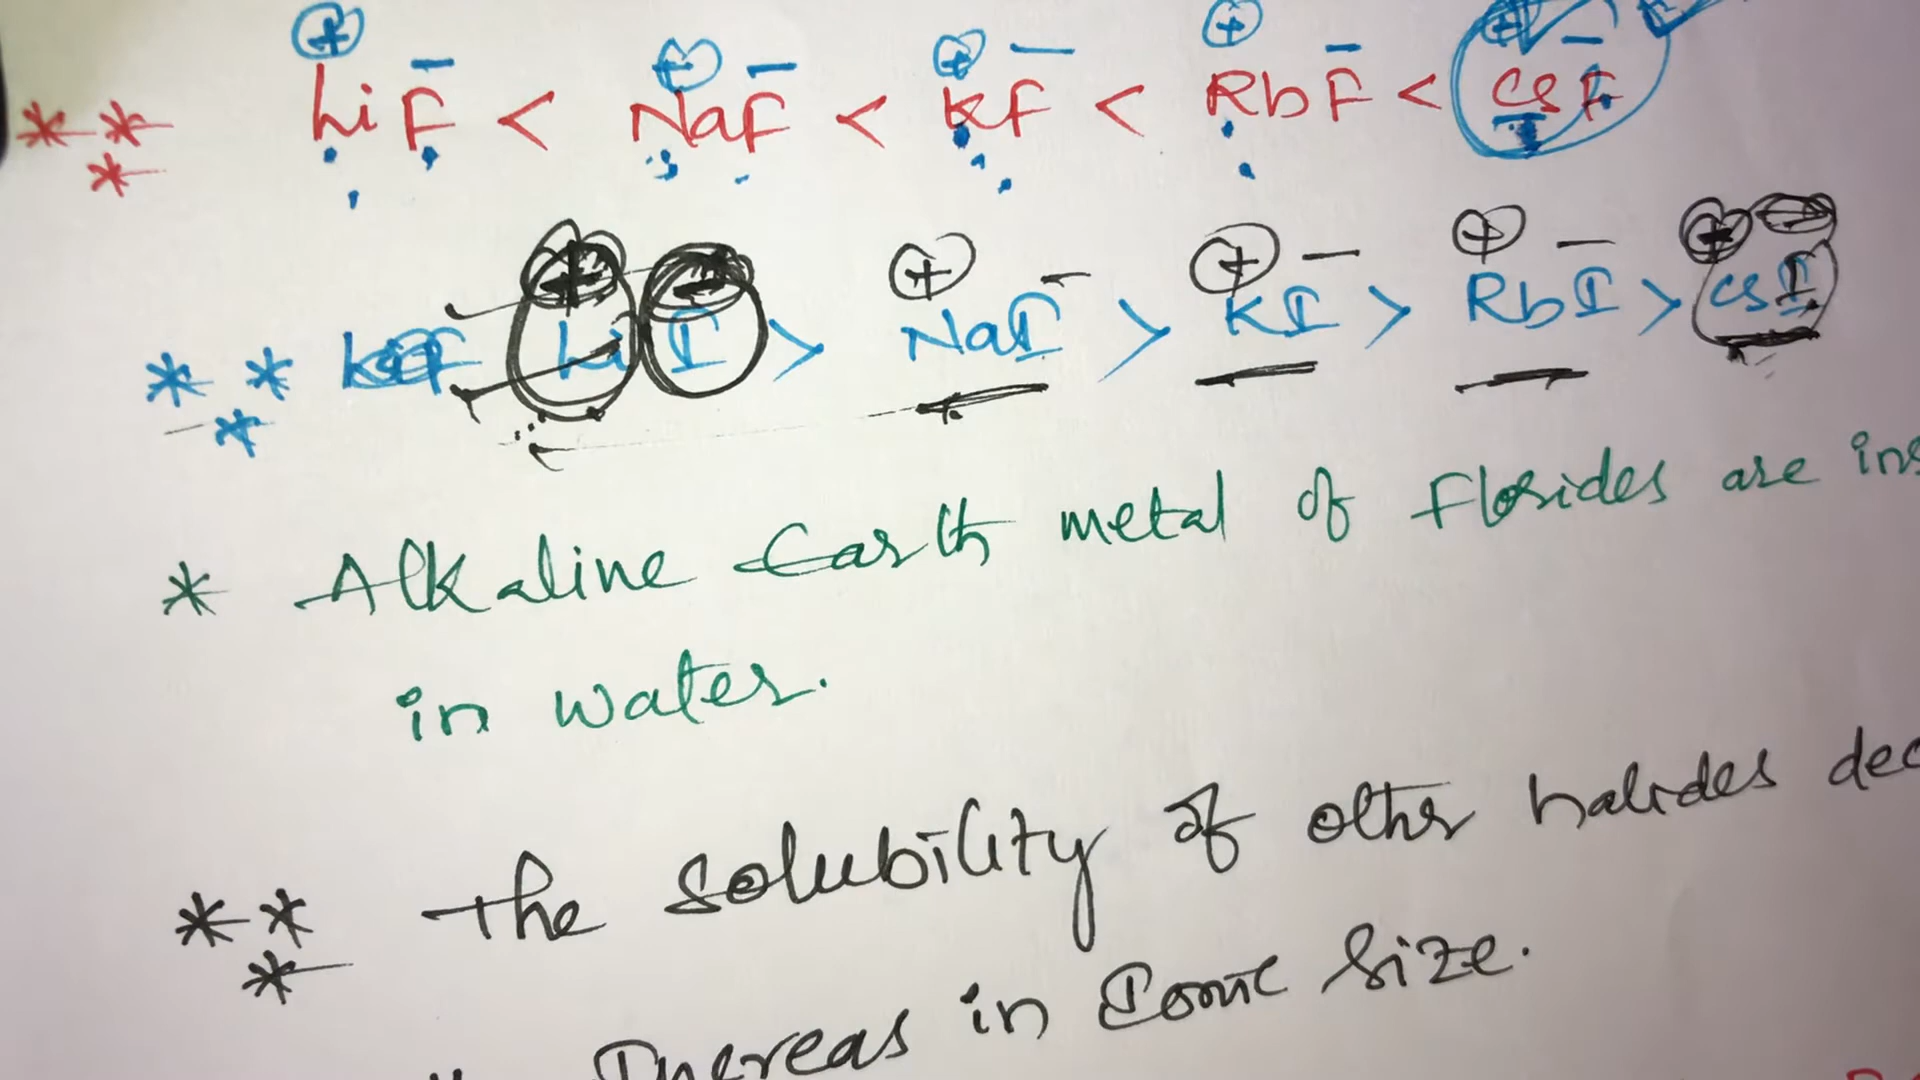 ** LiF < NaF < KF < RbF < CsF
*
** LiI > NaI > KI > RbI > CsI
*
* Alkaline Earth metal of Florides are ins
in water.
** The solubility of other halides dec
*
Inereas in Ionic Size.